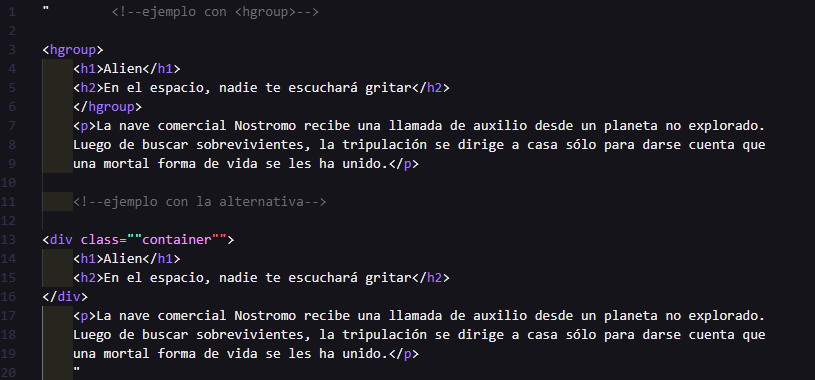 1 "        <!--ejemplo con <hgroup>-->
2
3 <hgroup>
4     <h1>Alien</h1>
5     <h2>En el espacio, nadie te escuchará gritar</h2>
6     </hgroup>
7     <p>La nave comercial Nostromo recibe una llamada de auxilio desde un planeta no explorado.
8     Luego de buscar sobrevivientes, la tripulación se dirige a casa sólo para darse cuenta que
9     una mortal forma de vida se les ha unido.</p>
10
11     <!--ejemplo con la alternativa-->
12
13 <div class=""container"">
14     <h1>Alien</h1>
15     <h2>En el espacio, nadie te escuchará gritar</h2>
16 </div>
17     <p>La nave comercial Nostromo recibe una llamada de auxilio desde un planeta no explorado.
18     Luego de buscar sobrevivientes, la tripulación se dirige a casa sólo para darse cuenta que
19     una mortal forma de vida se les ha unido.</p>
20     "